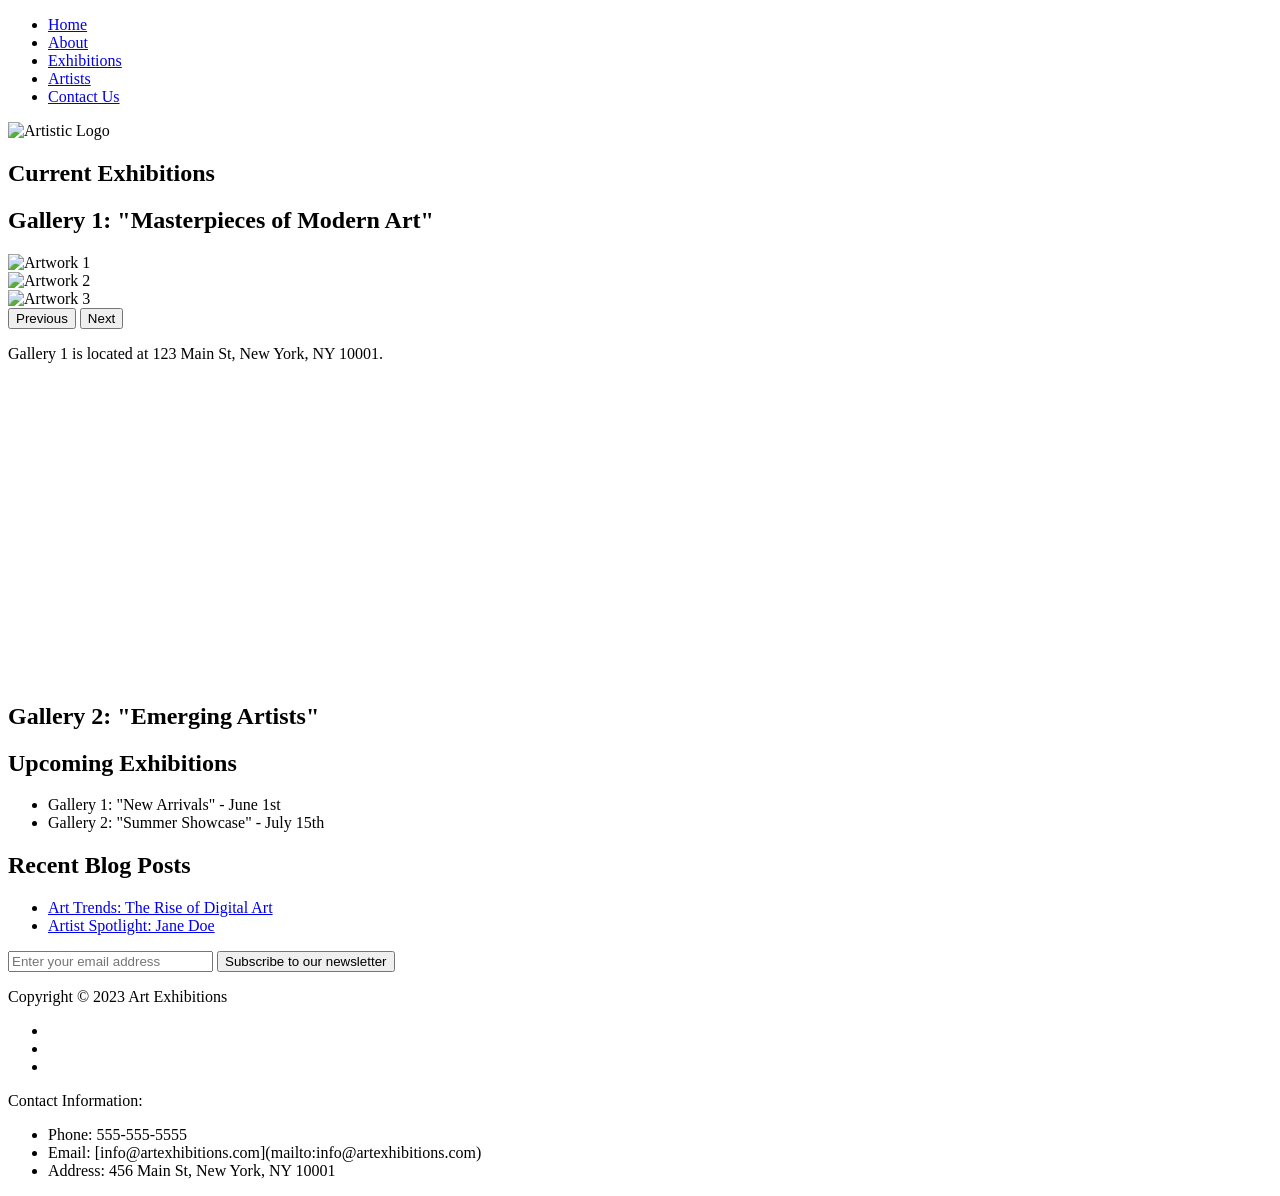 Home
About
Exhibitions
Artists
Contact Us
Artistic Logo
Current Exhibitions
Gallery 1: "Masterpieces of Modern Art"
Artwork 1
Artwork 2
Artwork 3
Previous Next
Gallery 1 is located at 123 Main St, New York, NY 10001.
Gallery 2: "Emerging Artists"
Upcoming Exhibitions
Gallery 1: "New Arrivals" - June 1st
Gallery 2: "Summer Showcase" - July 15th
Recent Blog Posts
Art Trends: The Rise of Digital Art
Artist Spotlight: Jane Doe
Enter your email address Subscribe to our newsletter
Copyright © 2023 Art Exhibitions
Contact Information:
Phone: 555-555-5555
Email: [info@artexhibitions.com](mailto:info@artexhibitions.com)
Address: 456 Main St, New York, NY 10001